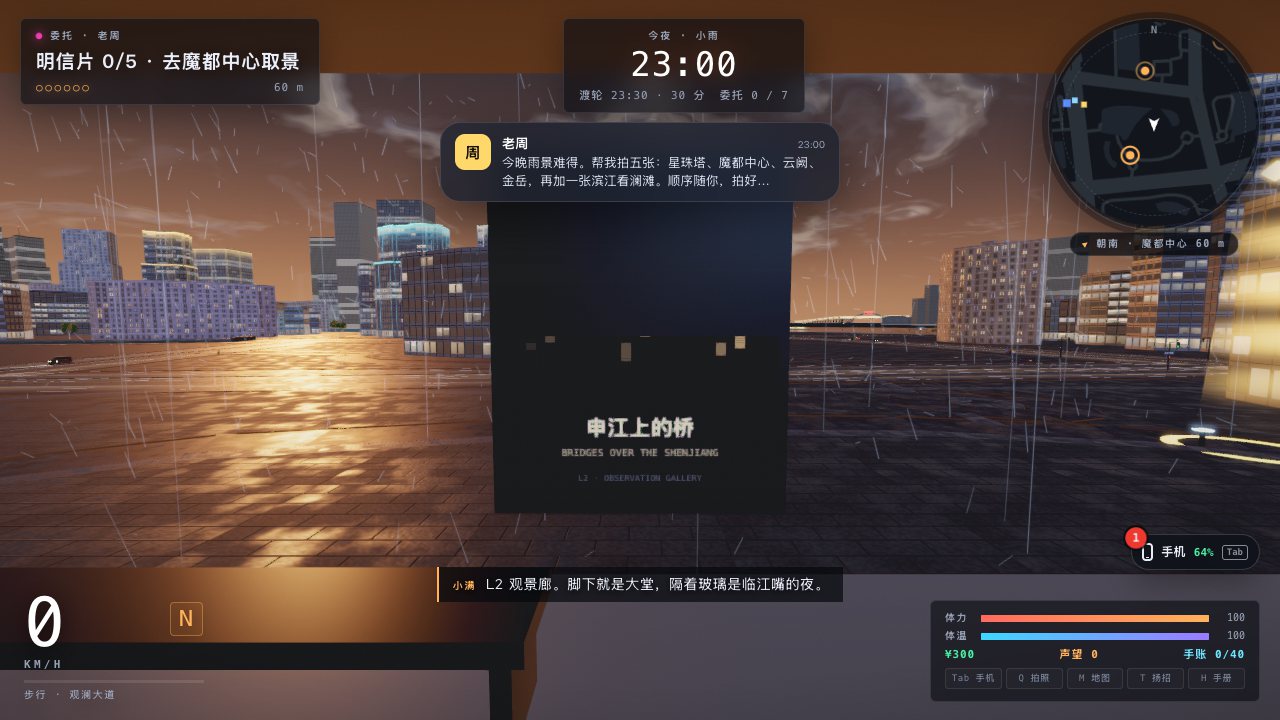 委托 · 老周
明信片 0/5 · 去魔都中心取景
60 m
今夜 · 小雨
23:00
渡轮 23:30 · 30 分 委托 0 / 7
周
老周
23:00
今晚雨景难得。帮我拍五张：星珠塔、魔都中心、云阙、
金岳，再加一张滨江看澜滩。顺序随你，拍好...
N
朝南 · 魔都中心 60 m
申江上的桥
BRIDGES OVER THE SHENJIANG
L2 · OBSERVATION GALLERY
1
手机 64% Tab
小满 L2 观景廊。脚下就是大堂，隔着玻璃是临江嘴的夜。
0
KM/H
N
步行 · 观澜大道
体力 100
体温 100
¥300 声望 0 手账 0/40
Tab 手机 Q 拍照 M 地图 T 扬招 H 手册